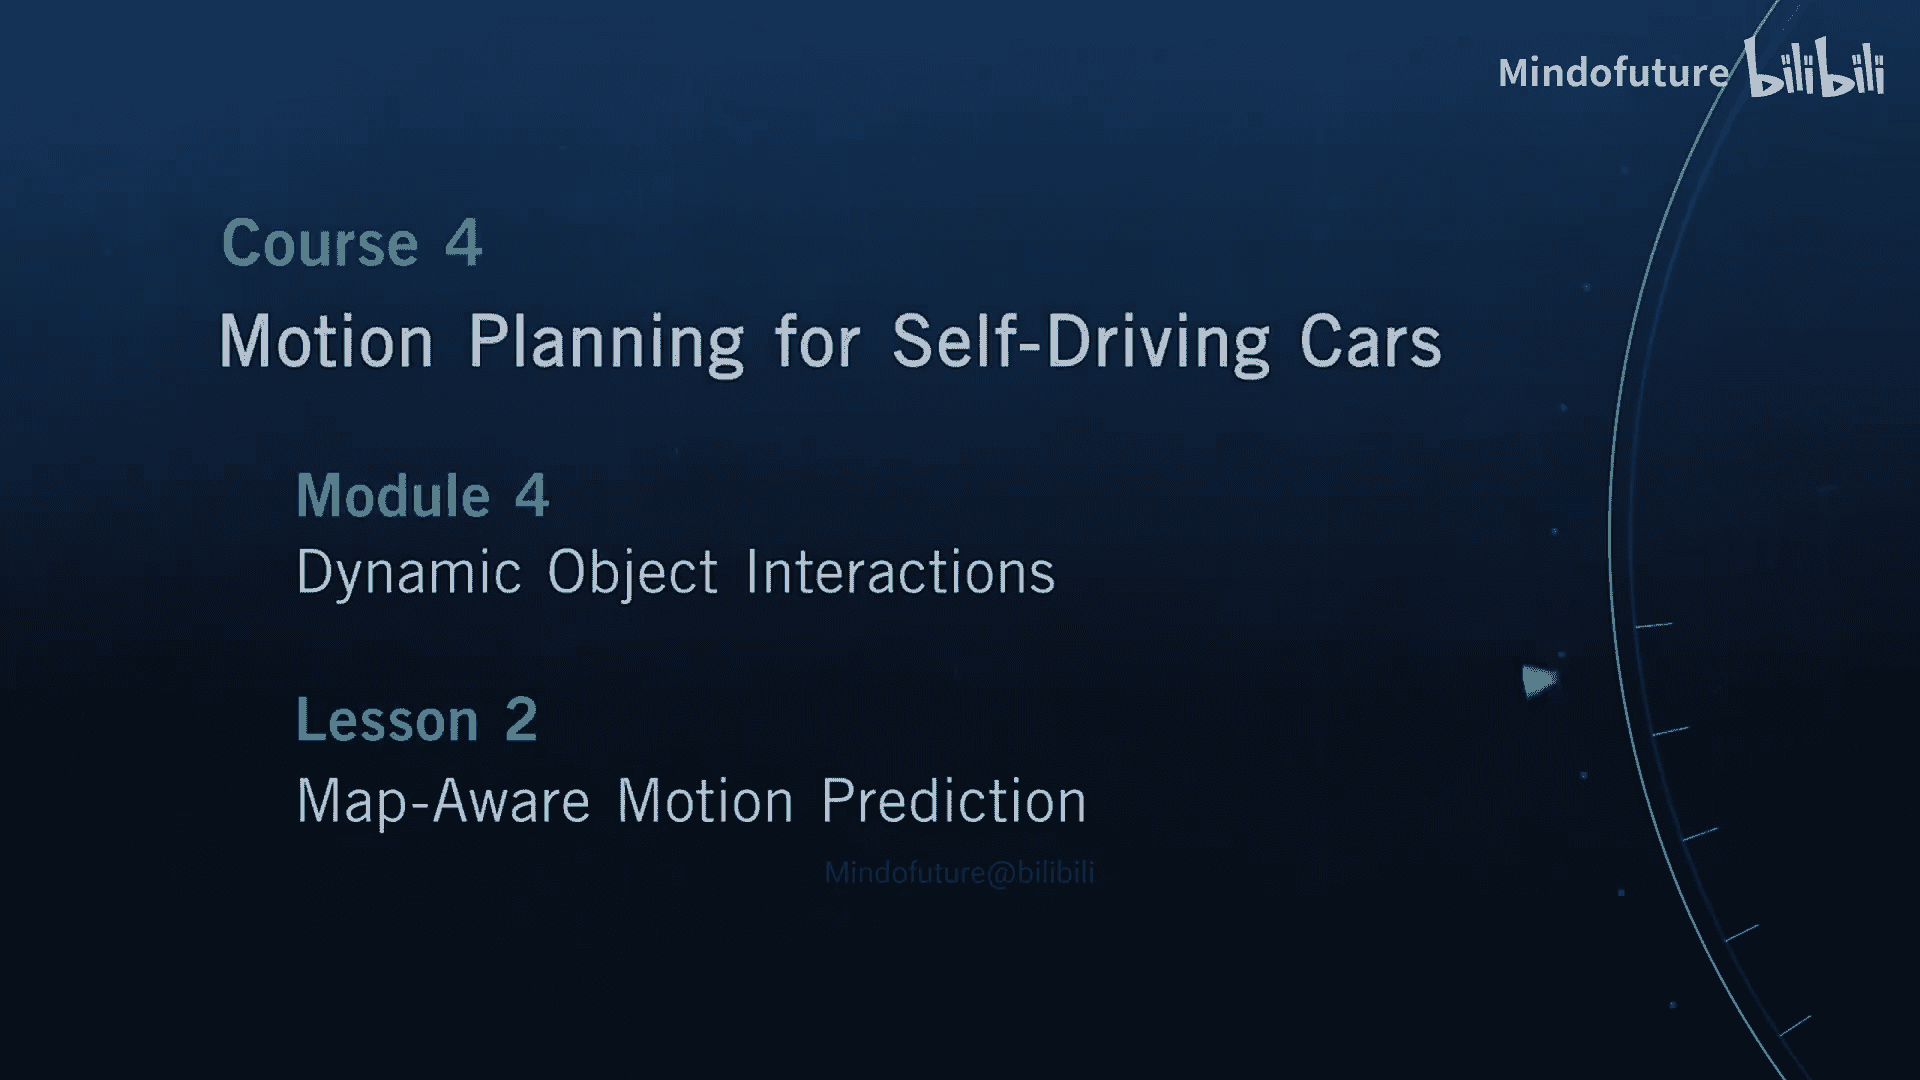 Mindofuture bilibili
Course 4
Motion Planning for Self-Driving Cars
Module 4
Dynamic Object Interactions
Lesson 2
Map-Aware Motion Prediction
Mindofuture@bilibili